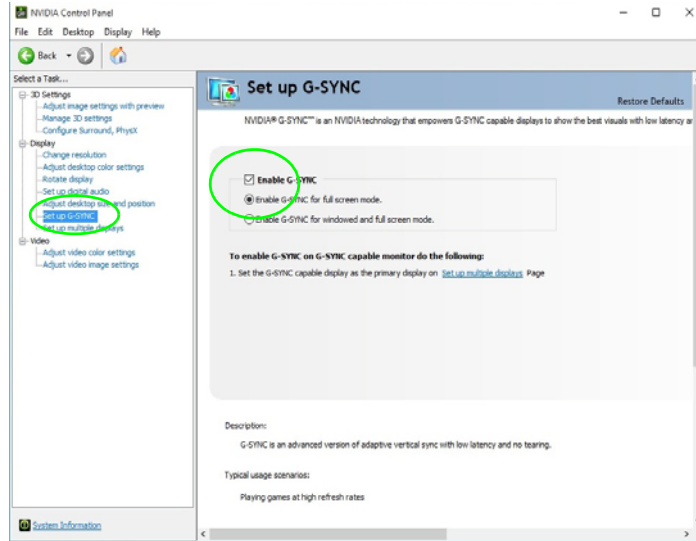 NVIDIA Control Panel
File Edit Desktop Display Help
Back
Select a Task...
3D Settings
Adjust image settings with preview
Manage 3D settings
Configure Surround, PhysX
Display
Change resolution
Adjust desktop color settings
Rotate display
Set up digital audio
Adjust desktop size and position
Set up G-SYNC
Set up multiple displays
Video
Adjust video color settings
Adjust video image settings
System Information
Set up G-SYNC
Restore Defaults
NVIDIA® G-SYNC™ is an NVIDIA technology that empowers G-SYNC capable displays to show the best visuals with low latency ar
Enable G-SYNC
Enable G-SYNC for full screen mode.
Enable G-SYNC for windowed and full screen mode.
To enable G-SYNC on G-SYNC capable monitor do the following:
1. Set the G-SYNC capable display as the primary display on Set up multiple displays Page
Description:
G-SYNC is an advanced version of adaptive vertical sync with low latency and no tearing.
Typical usage scenarios:
Playing games at high refresh rates